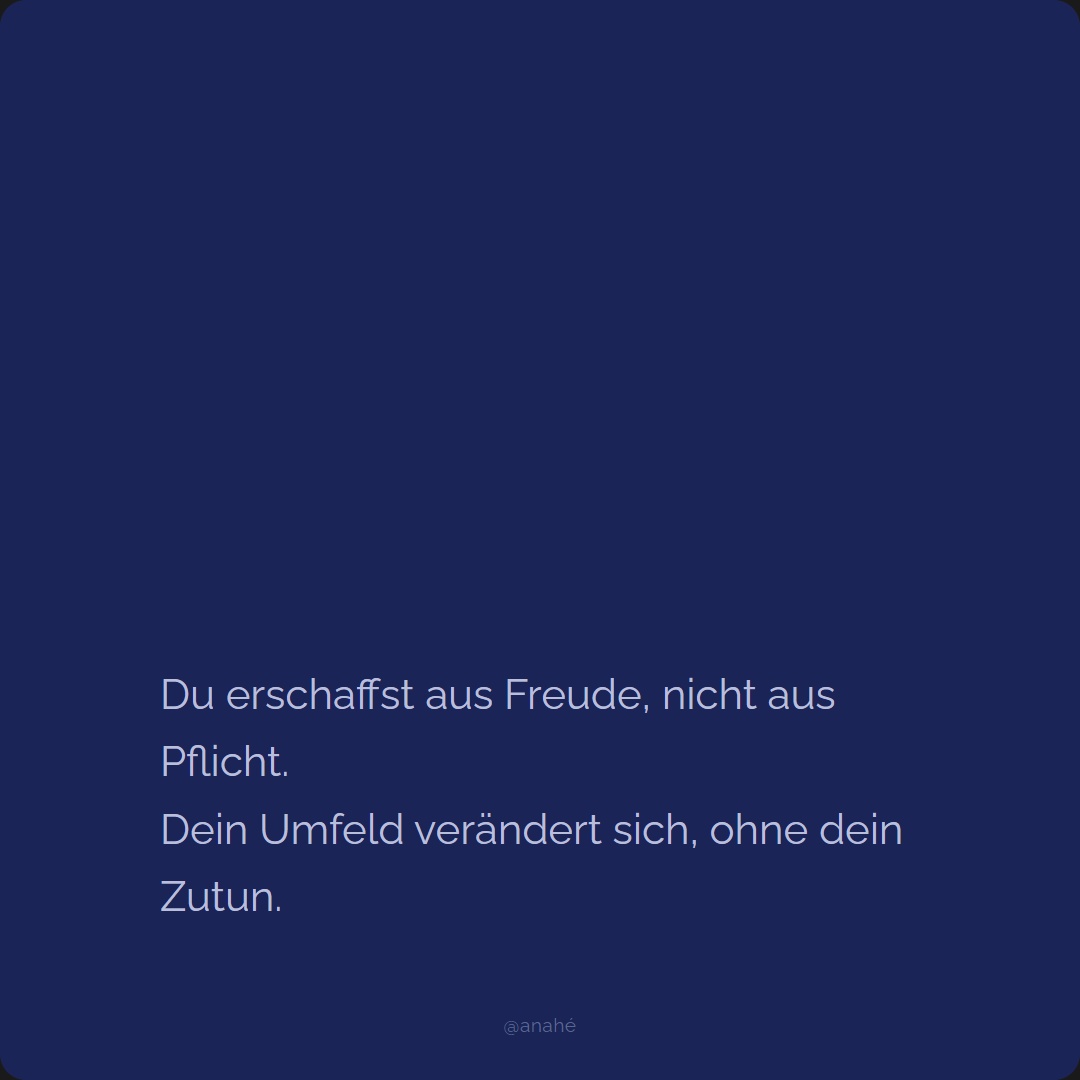 Du erschaffst aus Freude, nicht aus
Pflicht.
Dein Umfeld verändert sich, ohne dein
Zutun.
@anahé